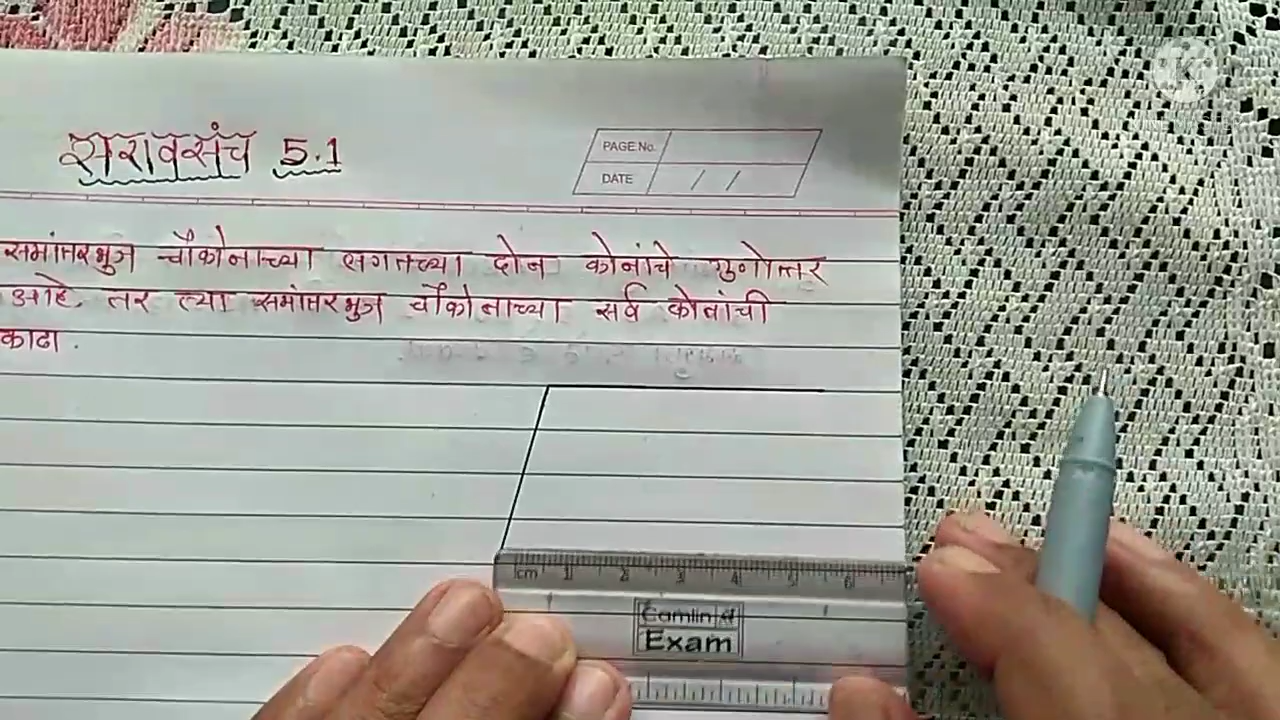 सरावसंच 5.1
PAGE No.
DATE / /
समांतरभुज चौकोनाच्या लगतच्या दोन कोनांचे गुणोत्तर
आहे. तर त्या समांतरभुज चौकोनाच्या सर्व कोनांची
काढा.
cm 1 2 3 4 5 6
Camlin
Exam